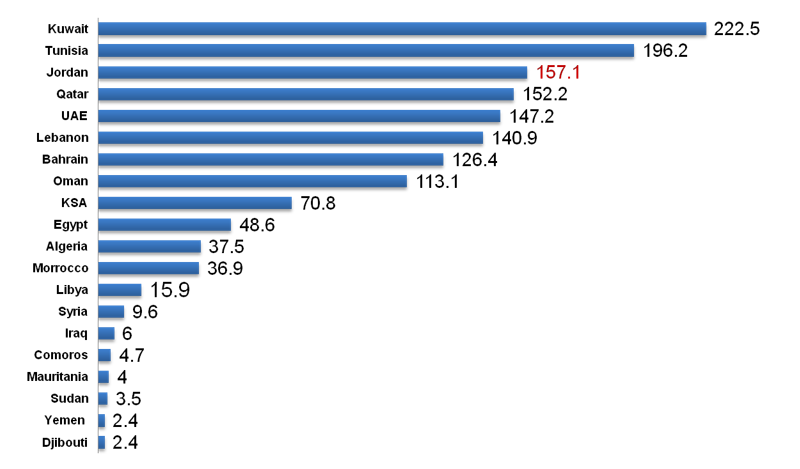 Kuwait 222.5
Tunisia 196.2
Jordan 157.1
Qatar 152.2
UAE 147.2
Lebanon 140.9
Bahrain 126.4
Oman 113.1
KSA 70.8
Egypt 48.6
Algeria 37.5
Morrocco 36.9
Libya 15.9
Syria 9.6
Iraq 6
Comoros 4.7
Mauritania 4
Sudan 3.5
Yemen 2.4
Djibouti 2.4